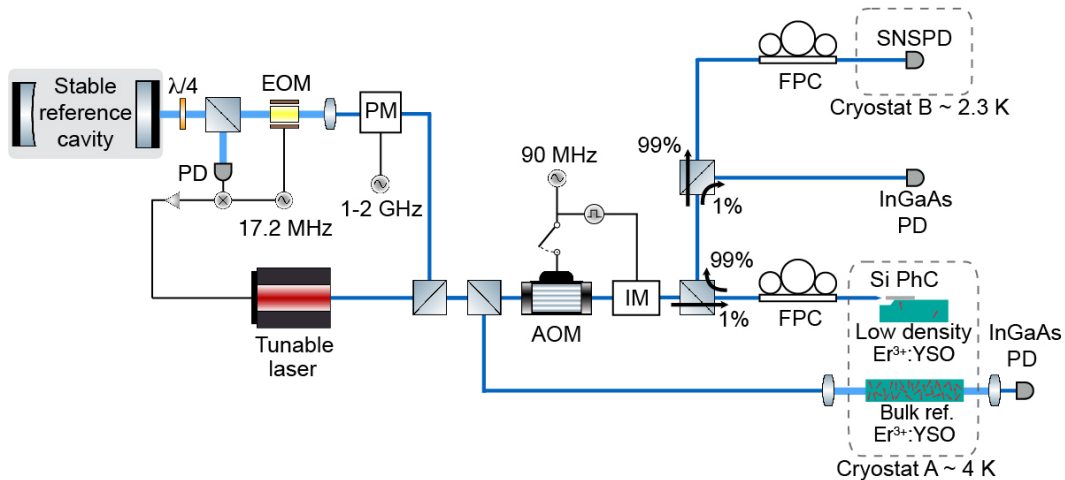 Stable
reference
cavity
λ/4
EOM
PM
PD
17.2 MHz
1-2 GHz
Tunable
laser
90 MHz
AOM
IM
99%
1%
99%
1%
FPC
SNSPD
Cryostat B ~ 2.3 K
InGaAs
PD
FPC
Si PhC
Low density
Er³⁺:YSO
InGaAs
PD
Bulk ref.
Er³⁺:YSO
Cryostat A ~ 4 K